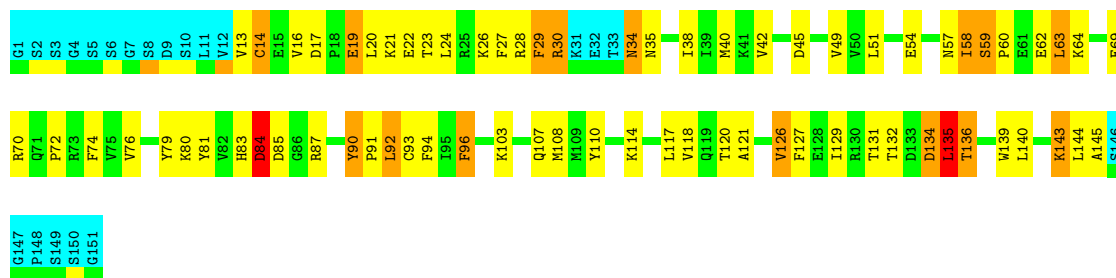 G1 S2 S3 G4 S5 S6 G7 S8 D9 S10 L11 V12 V13 C14 E15 V16 D17 P18 E19 L20 K21 E22 T23 L24 R25 K26 F27 R28 F29 R30 K31 E32 T33 N34 N35 I38 I39 M40 K41 V42 D45 V49 V50 L51 E54 N57 I58 S59 P60 E61 E62 L63 K64 E69
R70 Q71 P72 R73 F74 V75 V76 Y79 K80 Y81 V82 H83 D84 D85 G86 R87 Y90 P91 L92 C93 F94 I95 F96 K103 Q107 M108 M109 Y110 K114 L117 V118 Q119 T120 A121 V126 F127 E128 I129 R130 T131 T132 D133 D134 L135 T136 W139 L140 K143 L144 A145 S146
G147 P148 S149 S150 G151